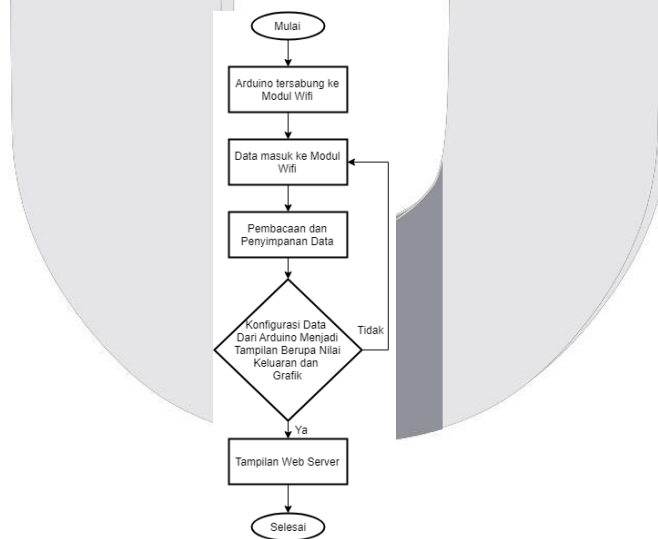 Mulai
Arduino tersabung ke
Modul Wifi
Data masuk ke Modul
Wifi
Pembacaan dan
Penyimpanan Data
Konfigurasi Data
Dari Arduino Menjadi
Tampilan Berupa Nilai
Keluaran dan
Grafik
Tidak
Ya
Tampilan Web Server
Selesai